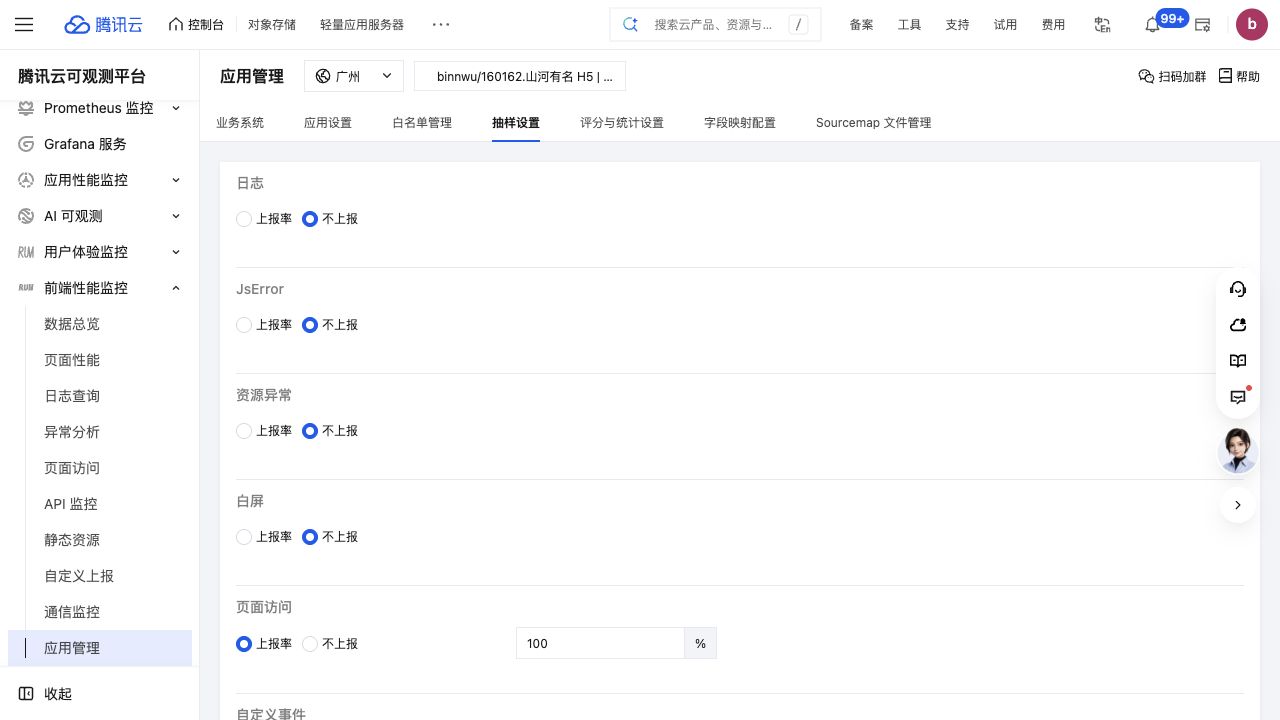 腾讯云
控制台
对象存储
轻量应用服务器
···
搜索云产品、资源与...
/
备案
工具
支持
试用
费用
99+
b
腾讯云可观测平台
Prometheus 监控
Grafana 服务
应用性能监控
AI 可观测
RUM 用户体验监控
RUM 前端性能监控
数据总览
页面性能
日志查询
异常分析
页面访问
API 监控
静态资源
自定义上报
通信监控
应用管理
收起
应用管理
广州
binnwu/160162.山河有名 H5 | ...
扫码加群
帮助
业务系统
应用设置
白名单管理
抽样设置
评分与统计设置
字段映射配置
Sourcemap 文件管理
日志
上报率 不上报
JsError
上报率 不上报
资源异常
上报率 不上报
白屏
上报率 不上报
页面访问
上报率 不上报 100 %
自定义事件